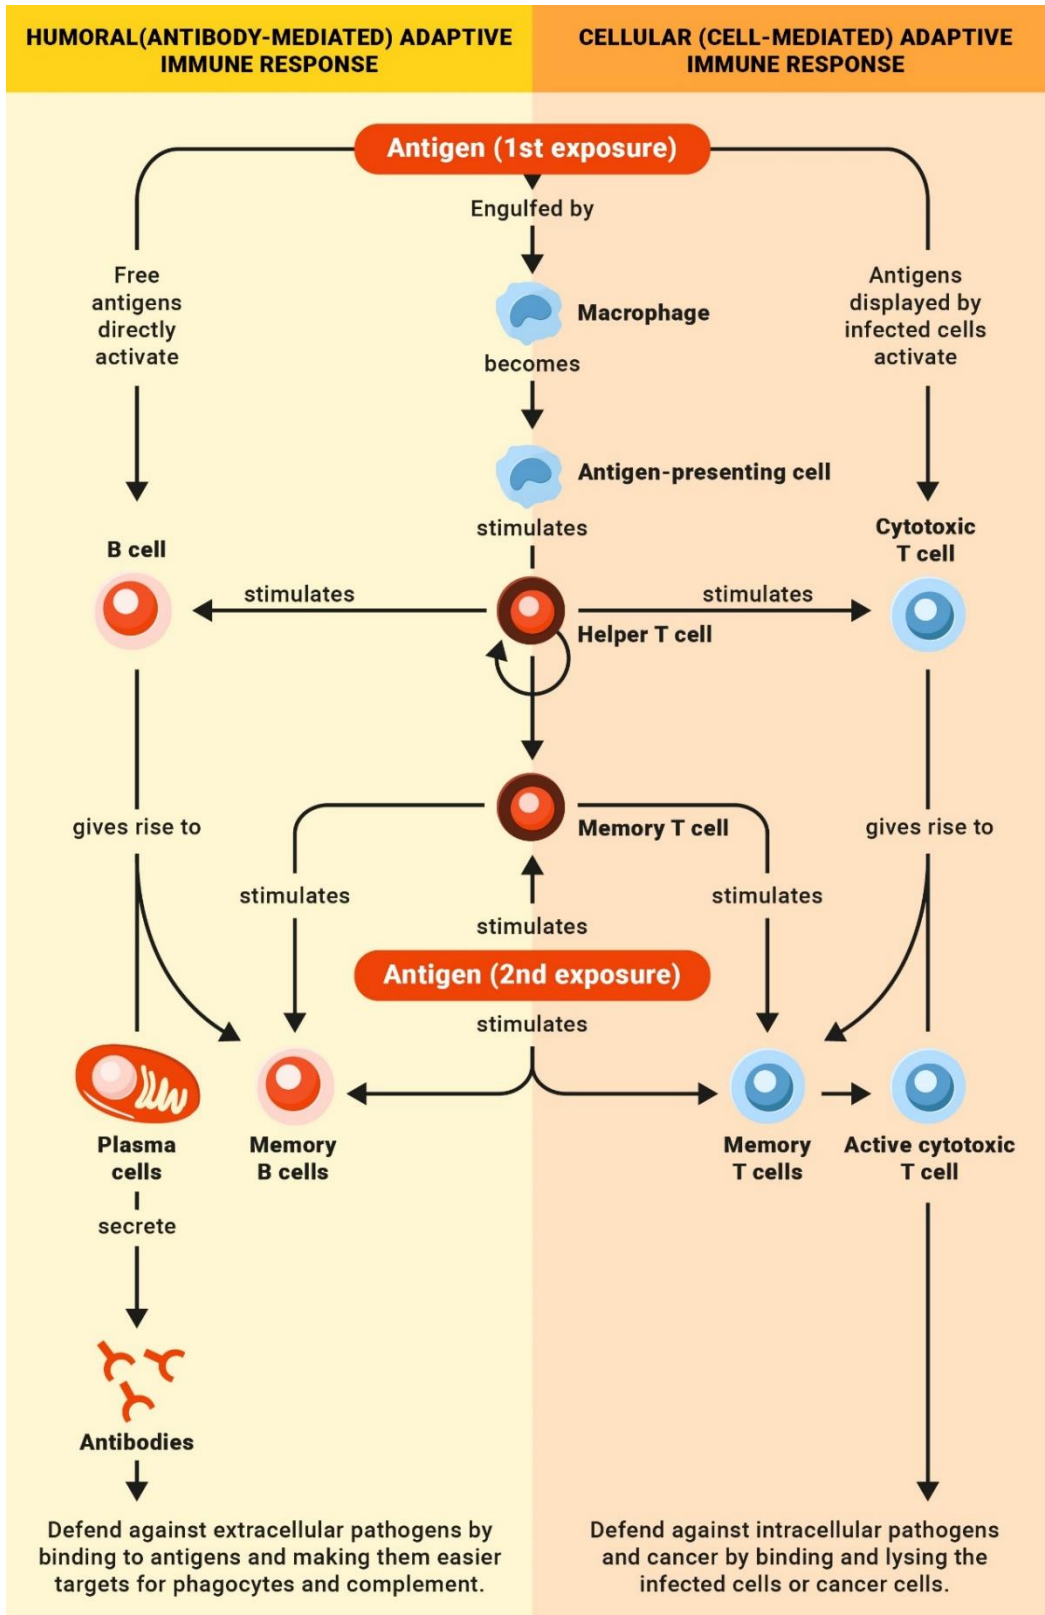 HUMORAL(ANTIBODY-MEDIATED) ADAPTIVE
IMMUNE RESPONSE
CELLULAR (CELL-MEDIATED) ADAPTIVE
IMMUNE RESPONSE
Antigen (1st exposure)
Engulfed by
Free
antigens
directly
activate
Macrophage
Antigens
displayed by
infected cells
activate
becomes
Antigen-presenting cell
stimulates
B cell
Cytotoxic
T cell
stimulates
stimulates
Helper T cell
gives rise to
Memory T cell
gives rise to
stimulates
stimulates
stimulates
Antigen (2nd exposure)
stimulates
Plasma
cells
Memory
B cells
Memory
T cells
Active cytotoxic
T cell
secrete
Antibodies
Defend against extracellular pathogens by
binding to antigens and making them easier
targets for phagocytes and complement.
Defend against intracellular pathogens
and cancer by binding and lysing the
infected cells or cancer cells.